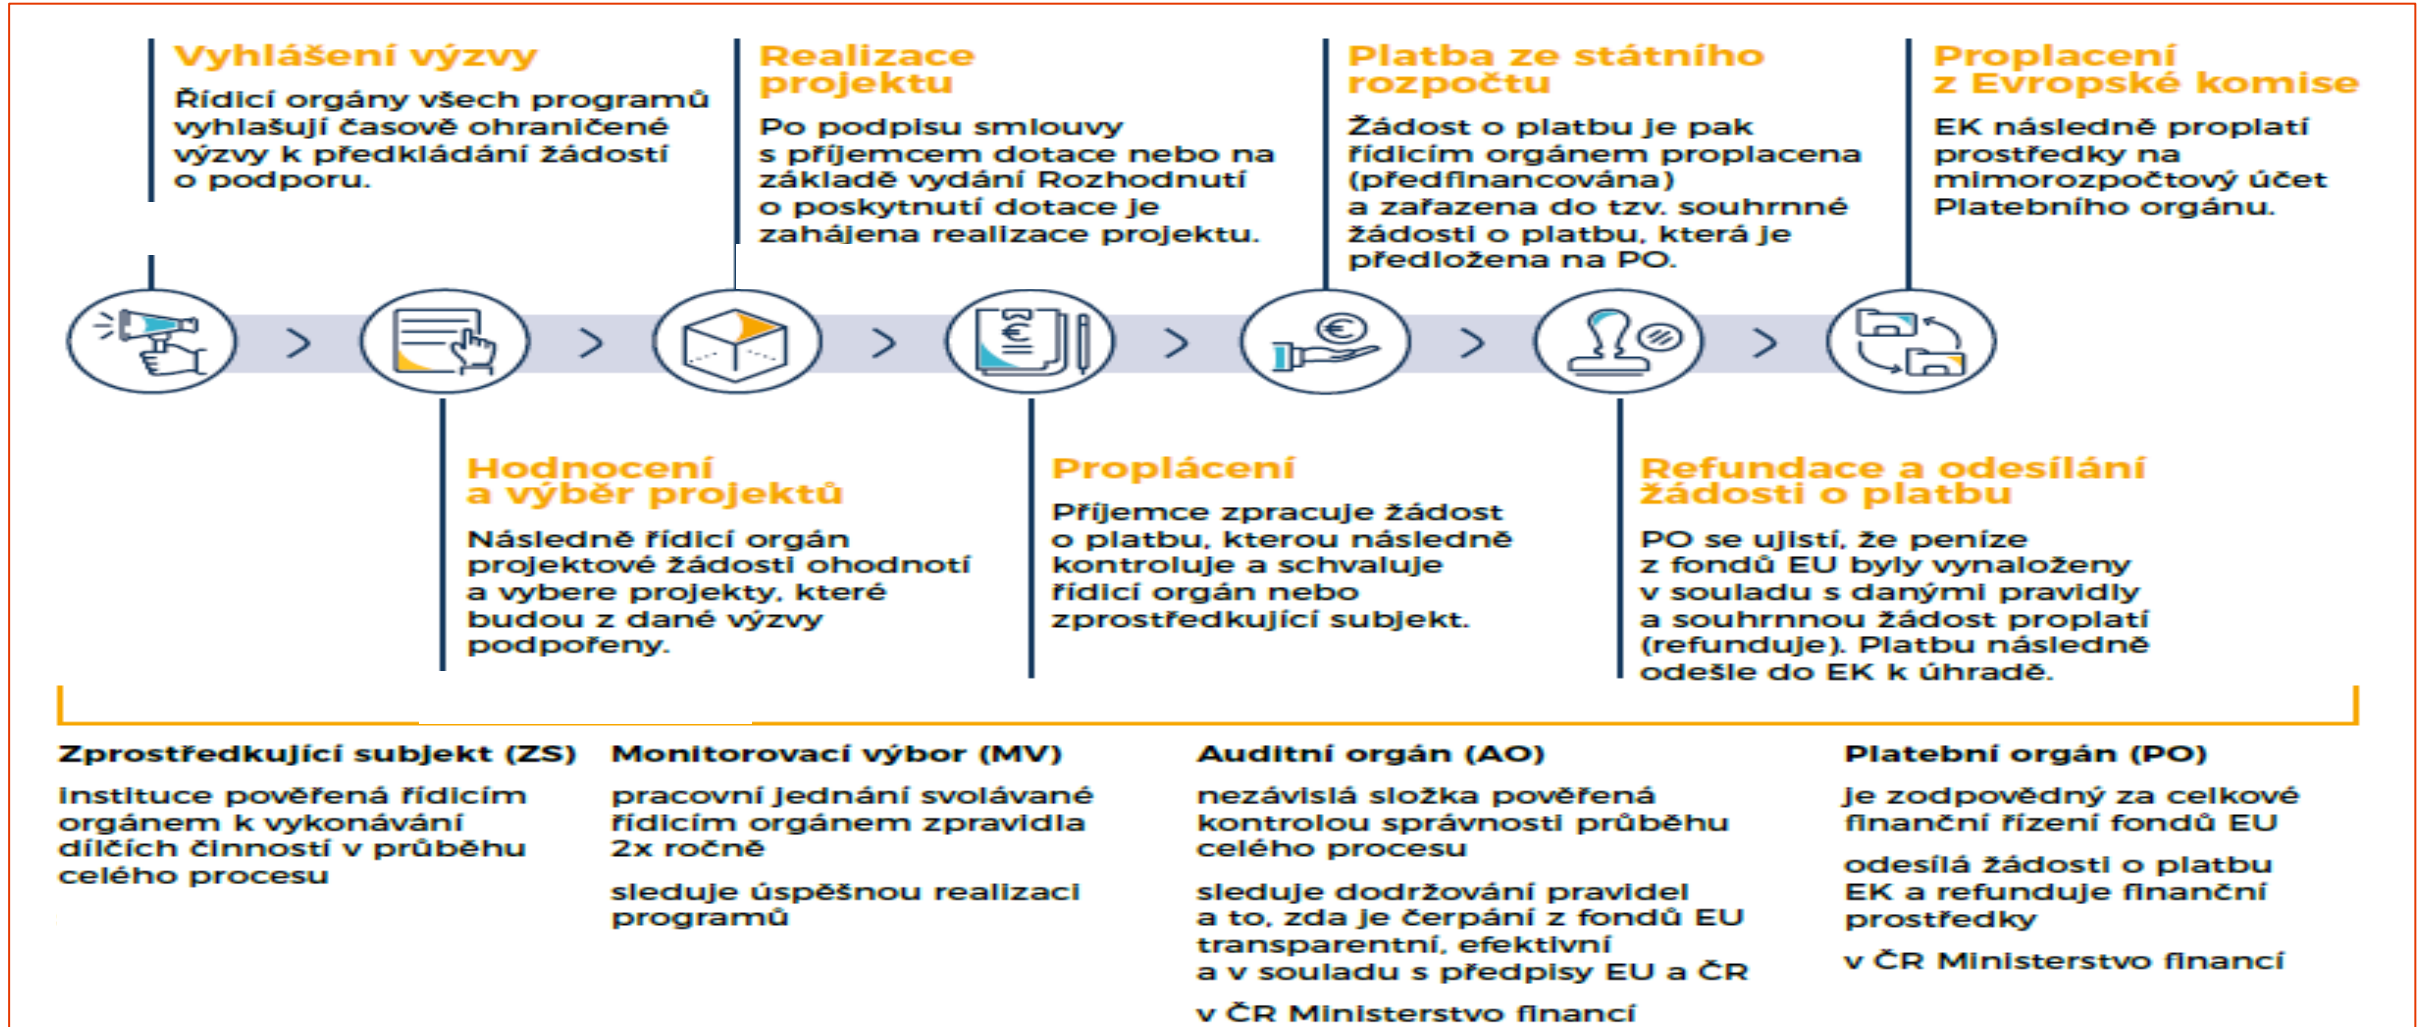 Vyhlášení výzvy
Řídicí orgány všech programů
vyhlašují časově ohraničené
výzvy k předkládání žádostí
o podporu.
Realizace
projektu
Po podpisu smlouvy
s příjemcem dotace nebo na
základě vydání Rozhodnutí
o poskytnutí dotace je
zahájena realizace projektu.
Platba ze státního
rozpočtu
Žádost o platbu je pak
řídicím orgánem proplacena
(předfinancována)
a zařazena do tzv. souhrnné
žádosti o platbu, která je
předložena na PO.
Proplacení
z Evropské komise
EK následně proplatí
prostředky na
mimorozpočtový účet
Platebního orgánu.
Hodnocení
a výběr projektů
Následně řídicí orgán
projektové žádosti ohodnotí
a vybere projekty, které
budou z dané výzvy
podpořeny.
Proplácení
Příjemce zpracuje žádost
o platbu, kterou následně
kontroluje a schvaluje
řídicí orgán nebo
zprostředkující subjekt.
Refundace a odesílání
žádosti o platbu
PO se ujistí, že peníze
z fondů EU byly vynaloženy
v souladu s danými pravidly
a souhrnnou žádost proplatí
(refunduje). Platbu následně
odešle do EK k úhradě.
Zprostředkující subjekt (ZS)
instituce pověřená řídicím
orgánem k vykonávání
dílčích činností v průběhu
celého procesu
Monitorovací výbor (MV)
pracovní jednání svolávané
řídicím orgánem zpravidla
2x ročně
sleduje úspěšnou realizaci
programů
Auditní orgán (AO)
nezávislá složka pověřená
kontrolou správnosti průběhu
celého procesu
sleduje dodržování pravidel
a to, zda je čerpání z fondů EU
transparentní, efektivní
a v souladu s předpisy EU a ČR
v ČR Ministerstvo financí
Platební orgán (PO)
je zodpovědný za celkové
finanční řízení fondů EU
odesílá žádosti o platbu
EK a refunduje finanční
prostředky
v ČR Ministerstvo financí